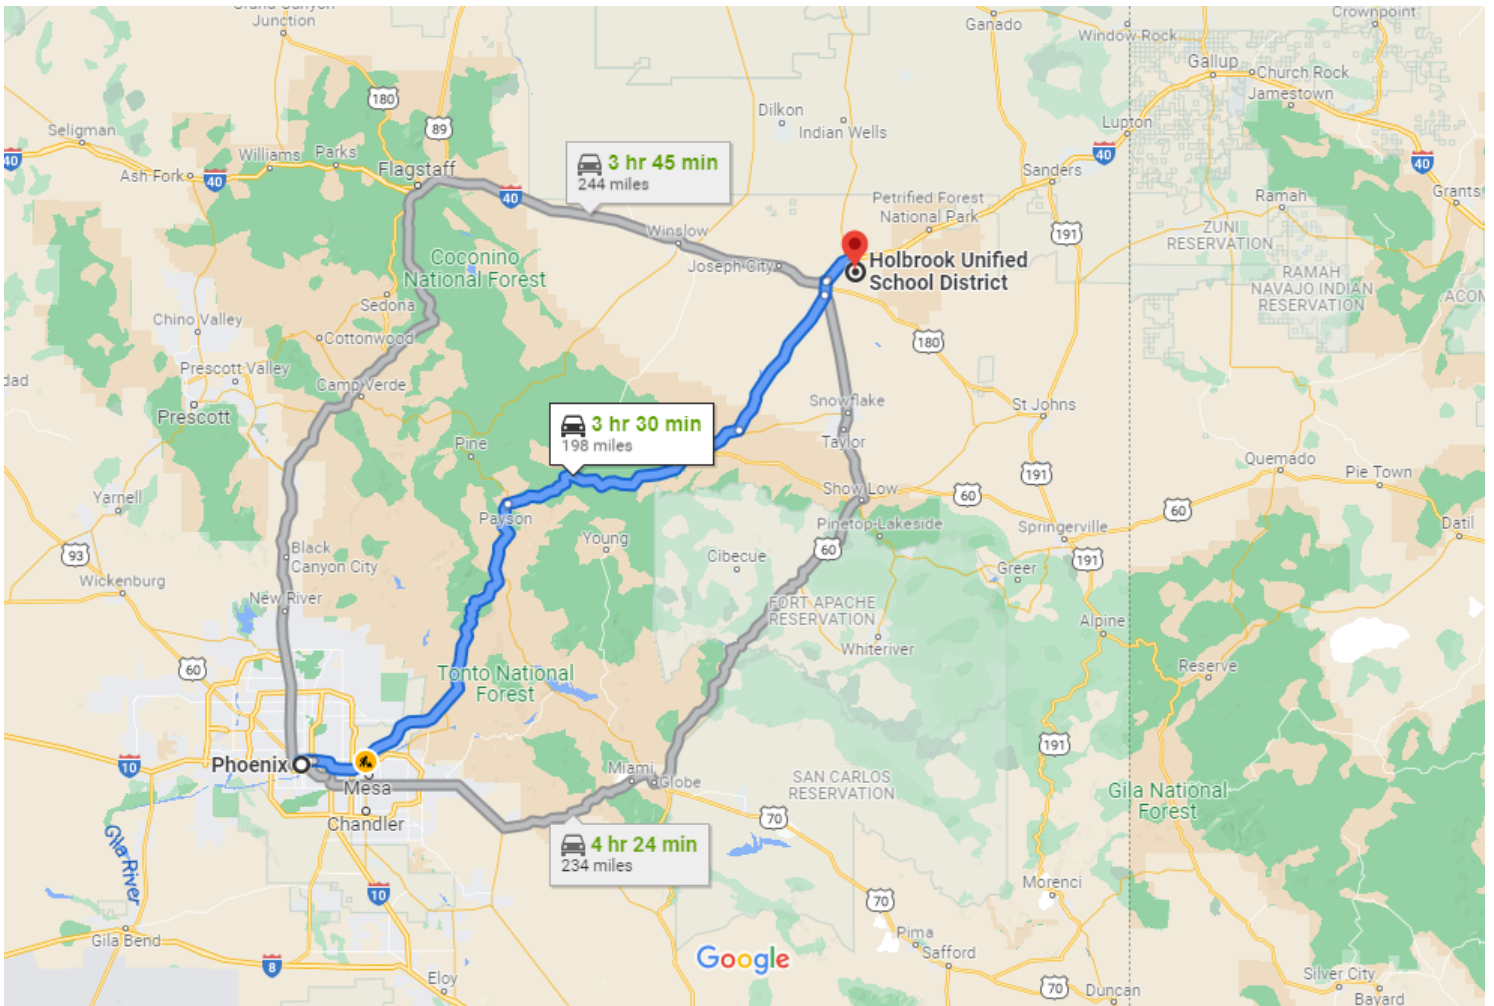 Junction
Ganado
Crownpoint
Window Rock
Gallup
Church Rock
Jamestown
180
89
Dilkon
Indian Wells
Lupton
Seligman
Williams
Parks
Flagstaff
40
Ash Fork
40
3 hr 45 min
244 miles
40
40
40
Sanders
Grants
Petrified Forest
National Park
Ramah
191
ZUNI
RESERVATION
Winslow
Joseph City
Holbrook Unified
School District
Coconino
National Forest
RAMAH
NAVAJO INDIAN
RESERVATION
ACOM
Sedona
Chino Valley
Cottonwood
180
dad
Prescott Valley
Camp Verde
Prescott
3 hr 30 min
198 miles
Snowflake
St Johns
Taylor
Pine
191
Quemado
Pie Town
Show Low
60
60
Yarnell
Payson
Pinetop-Lakeside
Springerville
Datil
Young
60
93
Black
Canyon City
Cibecue
191
Greer
Wickenburg
New River
FORT APACHE
RESERVATION
Alpine
Whiteriver
60
Tonto National
Forest
Reserve
10
Phoenix
Mesa
191
Miami
Globe
SAN CARLOS
RESERVATION
Gila National
Forest
Chandler
70
4 hr 24 min
234 miles
Gila River
10
Morenci
70
Gila Bend
Pima
Safford
8
Google
Eloy
70
Duncan
Silver City
Bayard